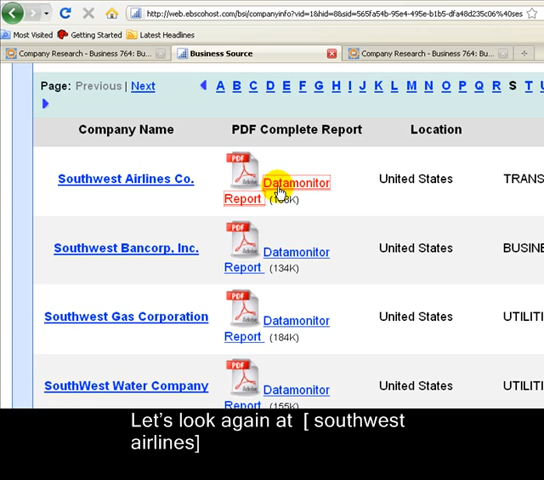 http://web.ebscohost.com/bsi/companyinfo?vid=1&hid=8&sid=565fa54b-95e4-495e-b1b5-dfa48d235c06%40ses
Most Visited Getting Started Latest Headlines
Company Research - Business 764: Bu... Business Source Company Research - Business 764: Bu...
Page: Previous | Next A B C D E F G H I J K L M N O P Q R S T U
Company Name PDF Complete Report Location
Southwest Airlines Co. Datamonitor Report United States TRANS
Southwest Bancorp, Inc. Datamonitor Report (134K) United States BUSINE
Southwest Gas Corporation Datamonitor Report (184K) United States UTILITI
SouthWest Water Company Datamonitor Report (155K) United States UTILITI
Let's look again at [ southwest
airlines]